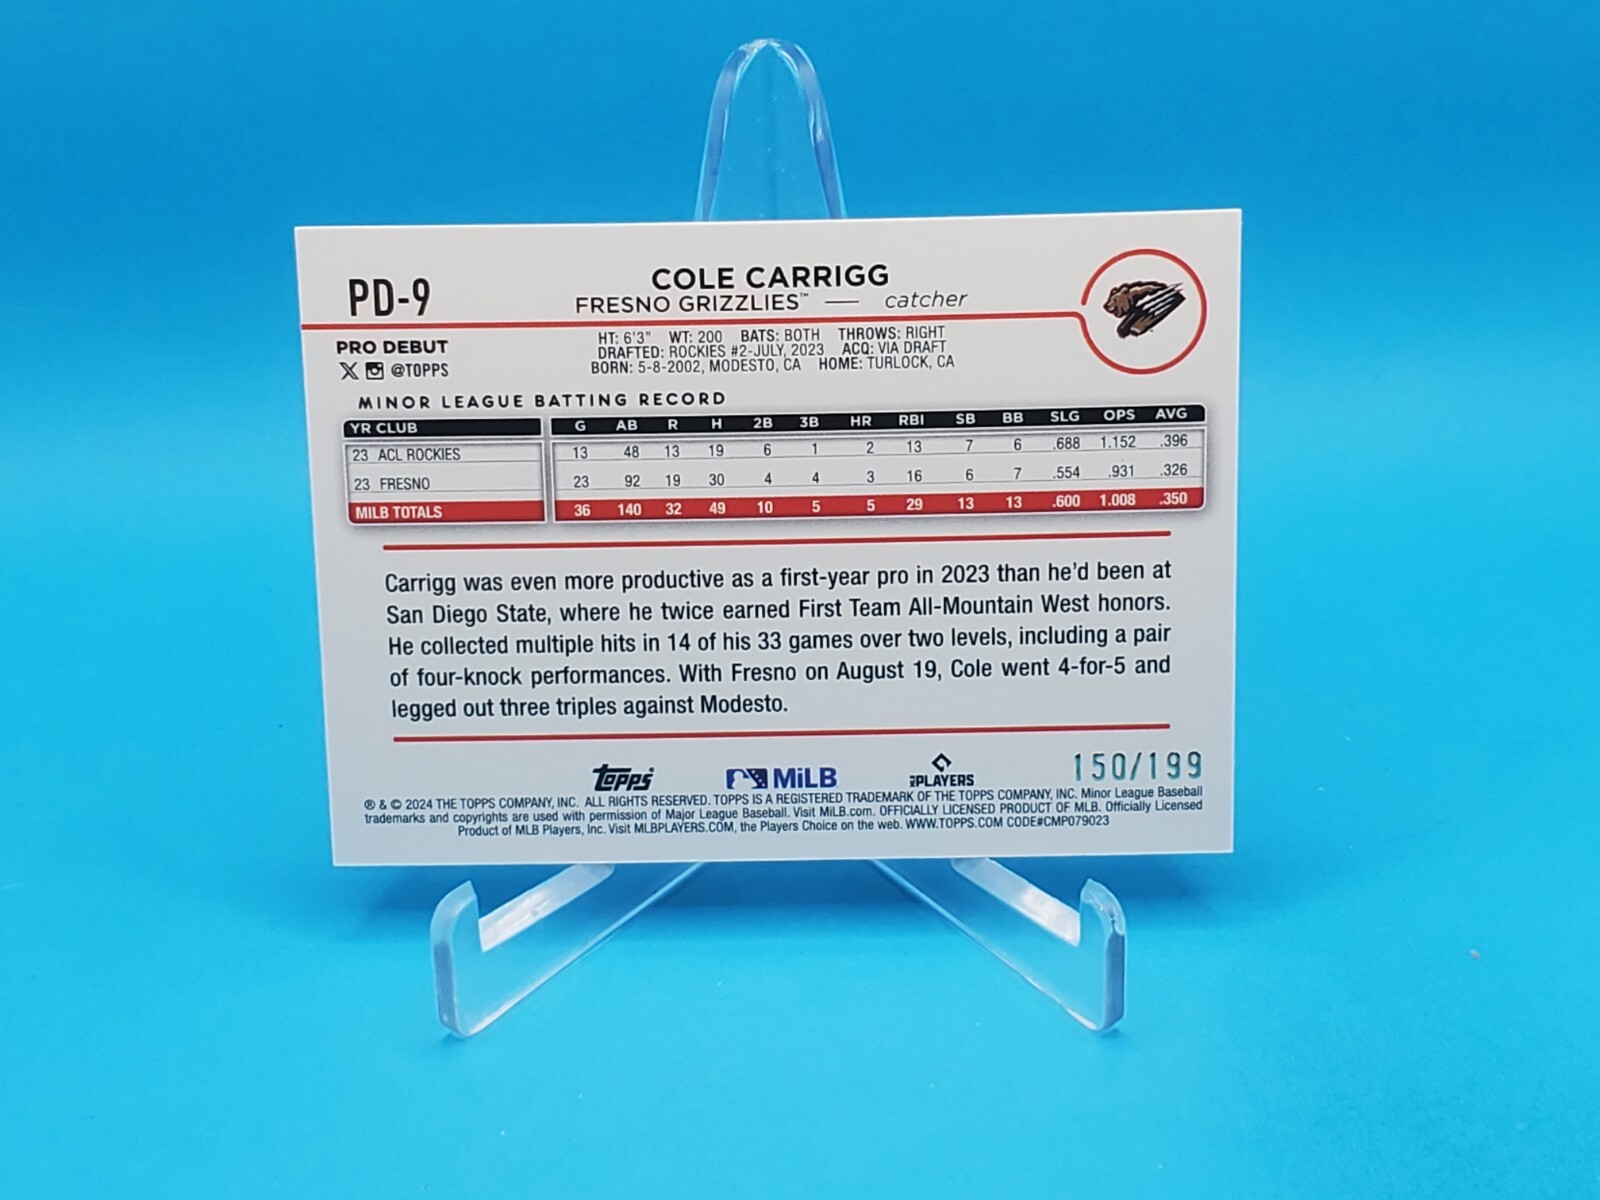 PD-9
COLE CARRIGG
FRESNO GRIZZLIES™ — catcher
PRO DEBUT
@TOPPS
HT: 6'3" WT: 200 BATS: BOTH THROWS: RIGHT
DRAFTED: ROCKIES #2-JULY, 2023 ACQ: VIA DRAFT
BORN: 5-8-2002, MODESTO, CA HOME: TURLOCK, CA
MINOR LEAGUE BATTING RECORD
YR CLUB G AB R H 2B 3B HR RBI SB BB SLG OPS AVG
23 ACL ROCKIES 13 48 13 19 6 1 2 13 7 6 .688 1.152 .396
23 FRESNO 23 92 19 30 4 4 3 16 6 7 .554 .931 .326
MILB TOTALS 36 140 32 49 10 5 5 29 13 13 .600 1.008 .350
Carrigg was even more productive as a first-year pro in 2023 than he'd been at
San Diego State, where he twice earned First Team All-Mountain West honors.
He collected multiple hits in 14 of his 33 games over two levels, including a pair
of four-knock performances. With Fresno on August 19, Cole went 4-for-5 and
legged out three triples against Modesto.
Topps MiLB MLB PLAYERS 150/199
® & © 2024 THE TOPPS COMPANY, INC. ALL RIGHTS RESERVED. TOPPS IS A REGISTERED TRADEMARK OF THE TOPPS COMPANY, INC. Minor League Baseball
trademarks and copyrights are used with permission of Major League Baseball. Visit MiLB.com. OFFICIALLY LICENSED PRODUCT OF MLB. Officially Licensed
Product of MLB Players, Inc. Visit MLBPLAYERS.COM, the Players Choice on the web. WWW.TOPPS.COM CODE#CMP079023